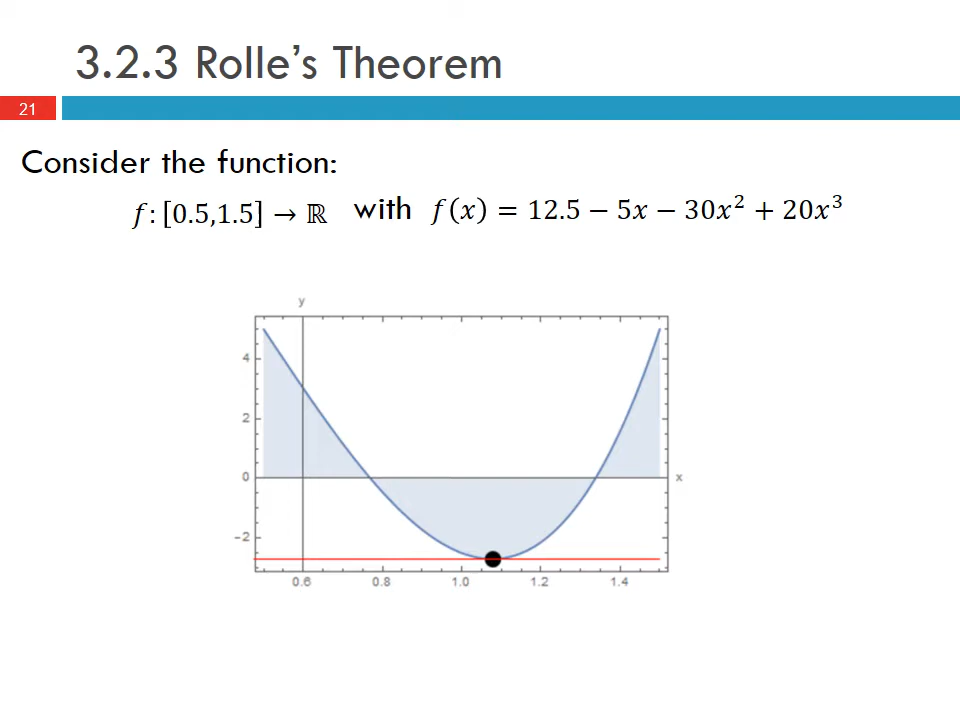 3.2.3 Rolle’s Theorem
21
Consider the function:
f: [0.5,1.5] → ℝ with f(x) = 12.5 − 5x − 30x² + 20x³
y
4
2
0
x
−2
0.6 0.8 1.0 1.2 1.4